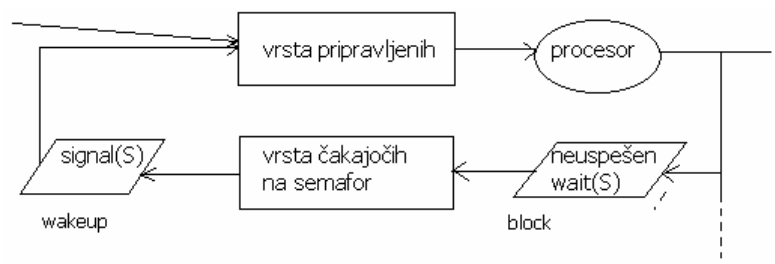 vrsta pripravljenih
procesor
signal(S)
vrsta čakajočih
na semafor
neuspešen
wait(S)
wakeup
block